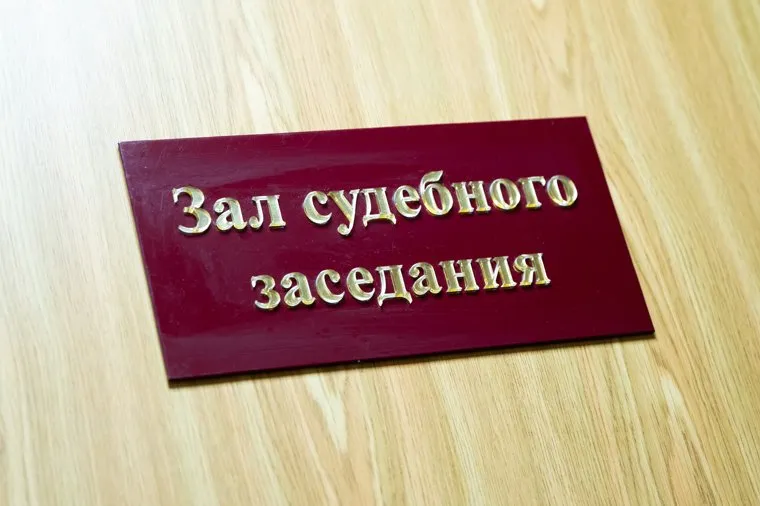 Зал судебного
заседания